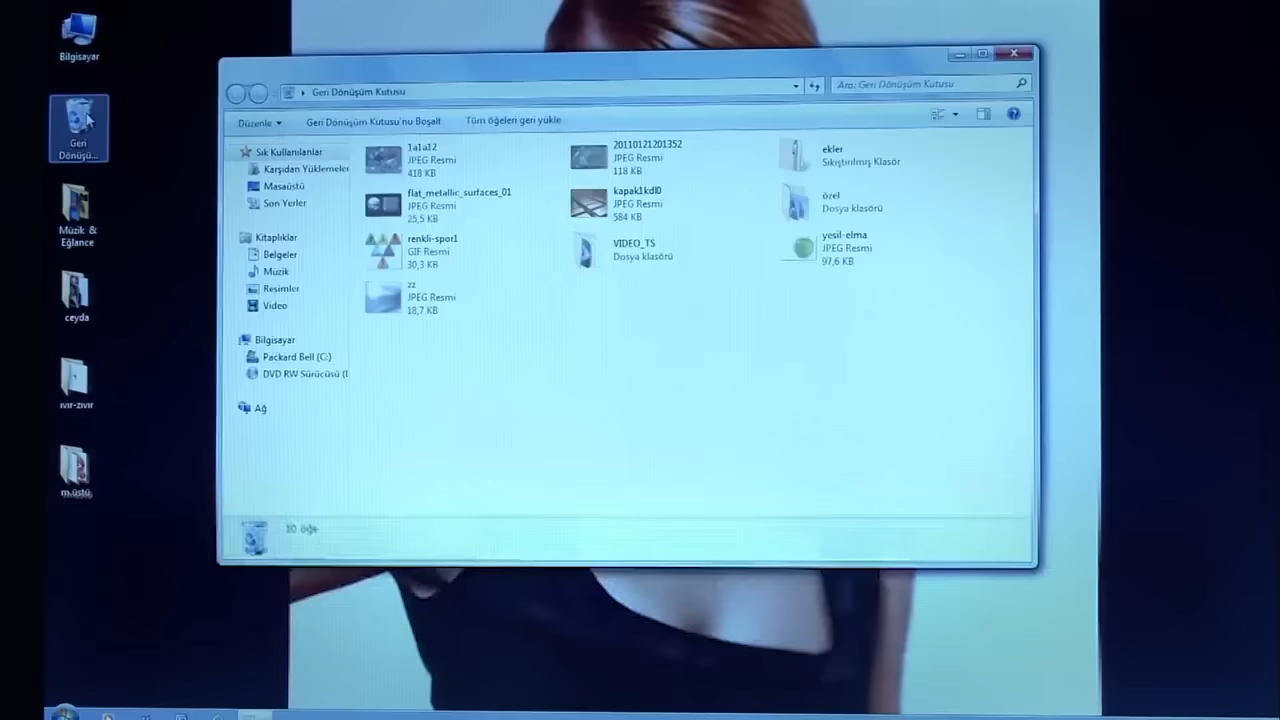 Bilgisayar
Geri
Dönüşü...
Müzik &
Eğlance
ceyda
ıvır-zıvır
m.üstü
Geri Dönüşüm Kutusu
Ara: Geri Dönüşüm Kutusu
Düzenle
Geri Dönüşüm Kutusu'nu Boşalt
Tüm öğeleri geri yükle
Sık Kullanılanlar
Karşıdan Yüklemeler
Masaüstü
Son Yerler
Kitaplıklar
Belgeler
Müzik
Resimler
Video
Bilgisayar
Packard Bell (C:)
DVD RW Sürücüsü (
Ağ
1a1a12
JPEG Resmi
418 KB
20110121201352
JPEG Resmi
118 KB
ekler
Sıkıştırılmış Klasör
flat_metallic_surfaces_01
JPEG Resmi
25,5 KB
kapak1kdl0
JPEG Resmi
584 KB
özel
Dosya klasörü
renkli-spor1
GIF Resmi
30,3 KB
VIDEO_TS
Dosya klasörü
yesil-elma
JPEG Resmi
97,6 KB
zz
JPEG Resmi
18,7 KB
10 öğe